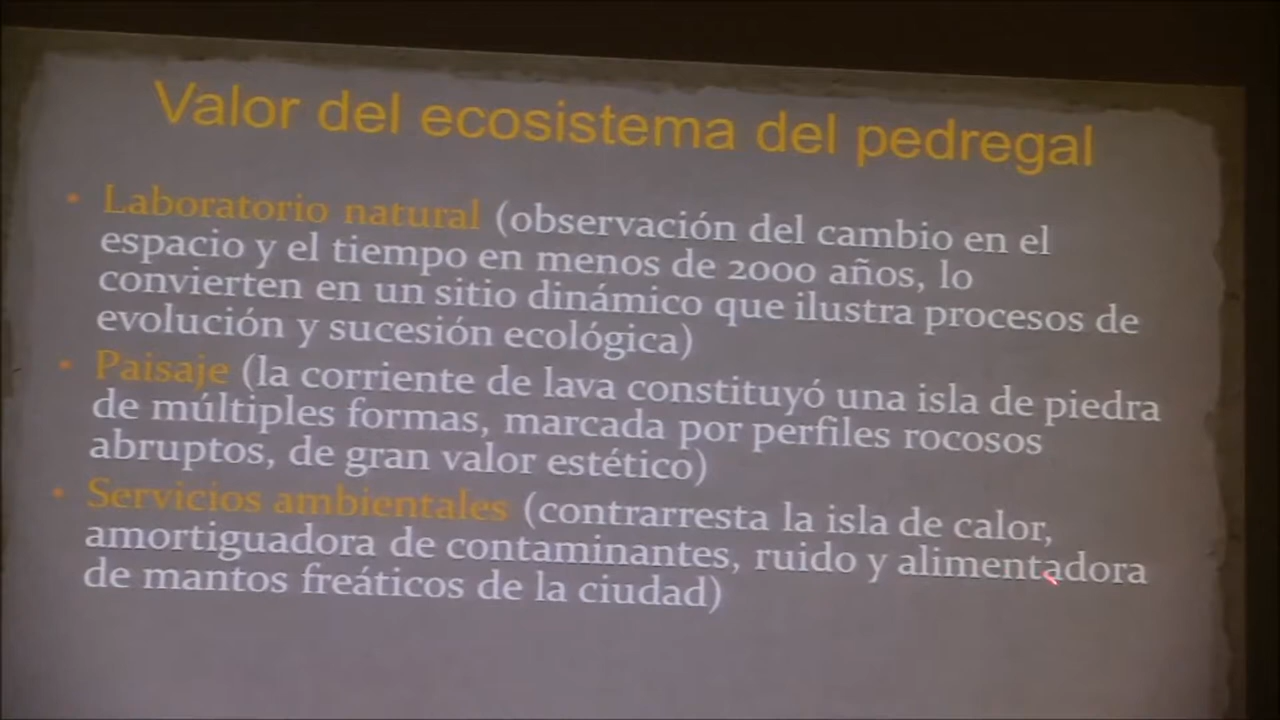 Valor del ecosistema del pedregal
• Laboratorio natural (observación del cambio en el
espacio y el tiempo en menos de 2000 años, lo
convierten en un sitio dinámico que ilustra procesos de
evolución y sucesión ecológica)
• Paisaje (la corriente de lava constituyó una isla de piedra
de múltiples formas, marcada por perfiles rocosos
abruptos, de gran valor estético)
• Servicios ambientales (contrarresta la isla de calor,
amortiguadora de contaminantes, ruido y alimentadora
de mantos freáticos de la ciudad)